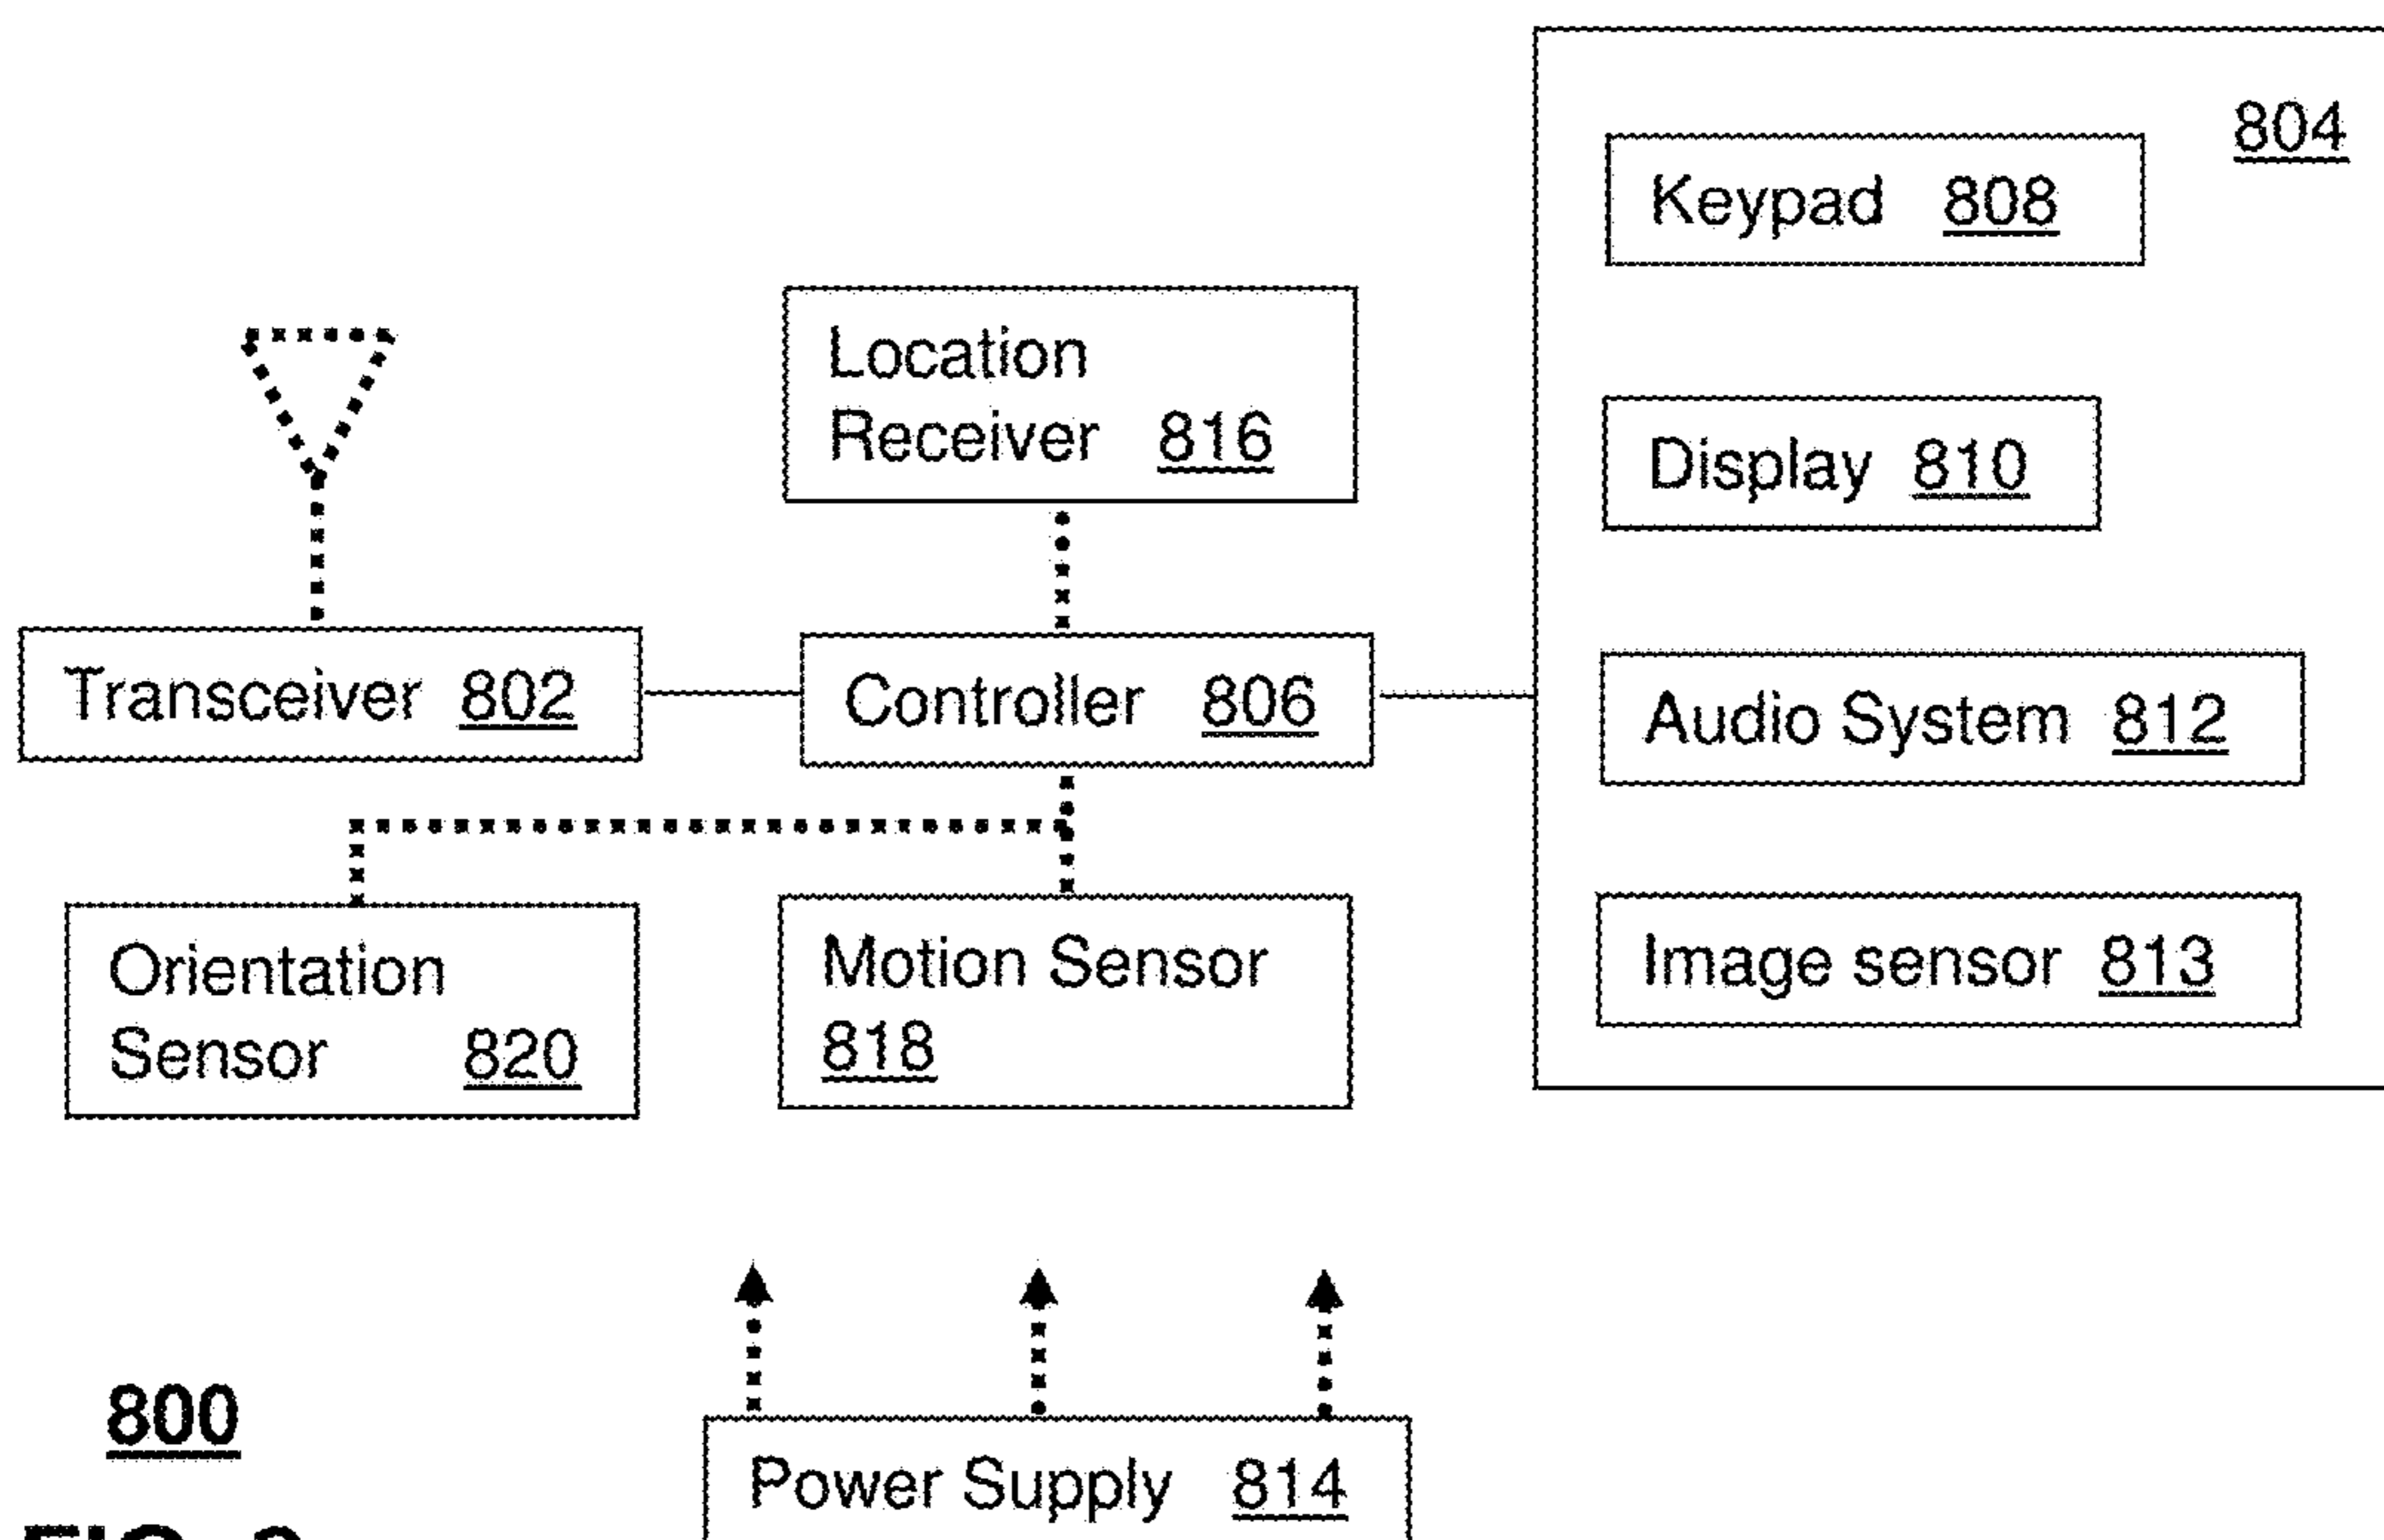 804
Keypad 808
Location
Receiver 816
Display 810
Transceiver 802
Controller 806
Audio System 812
Orientation
Sensor 820
Motion Sensor
818
Image sensor 813
800
Power Supply 814